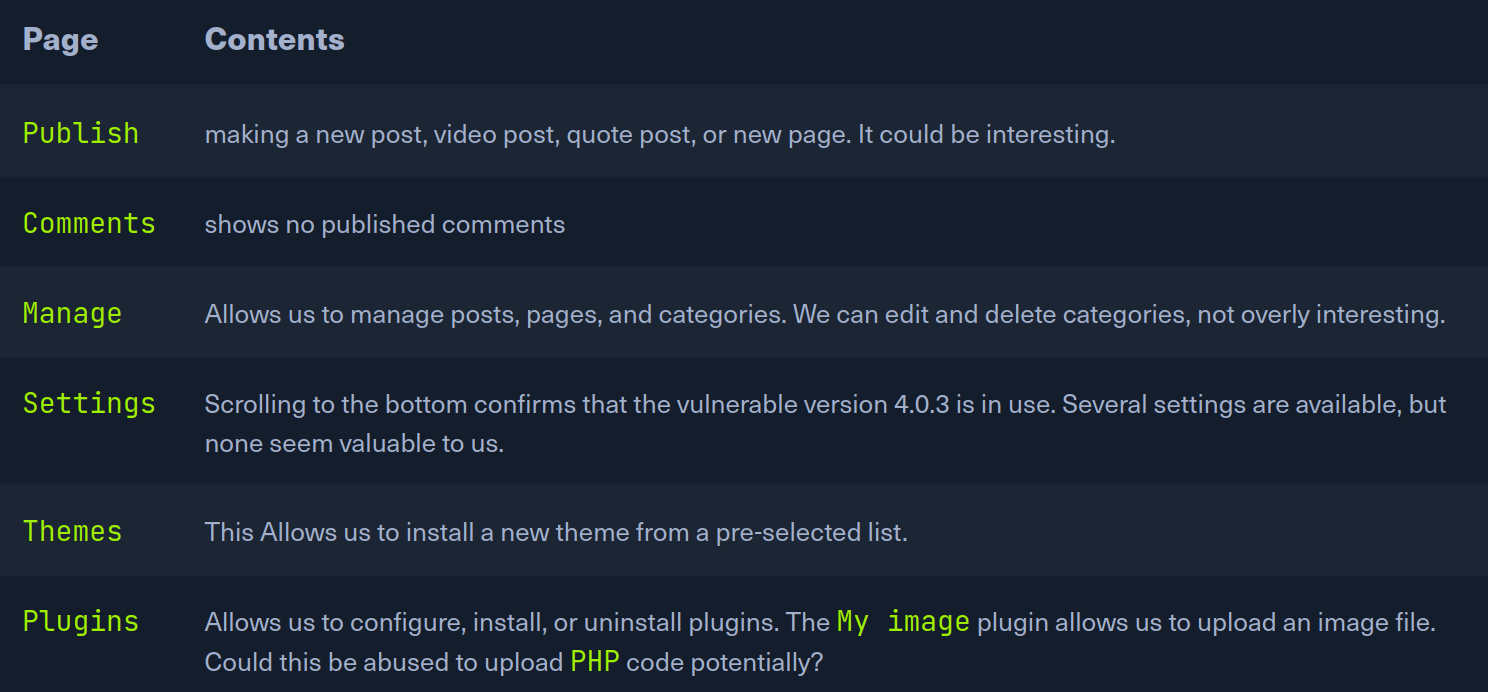 Page Contents
Publish making a new post, video post, quote post, or new page. It could be interesting.
Comments shows no published comments
Manage Allows us to manage posts, pages, and categories. We can edit and delete categories, not overly interesting.
Settings Scrolling to the bottom confirms that the vulnerable version 4.0.3 is in use. Several settings are available, but
none seem valuable to us.
Themes This Allows us to install a new theme from a pre-selected list.
Plugins Allows us to configure, install, or uninstall plugins. The My image plugin allows us to upload an image file.
Could this be abused to upload PHP code potentially?